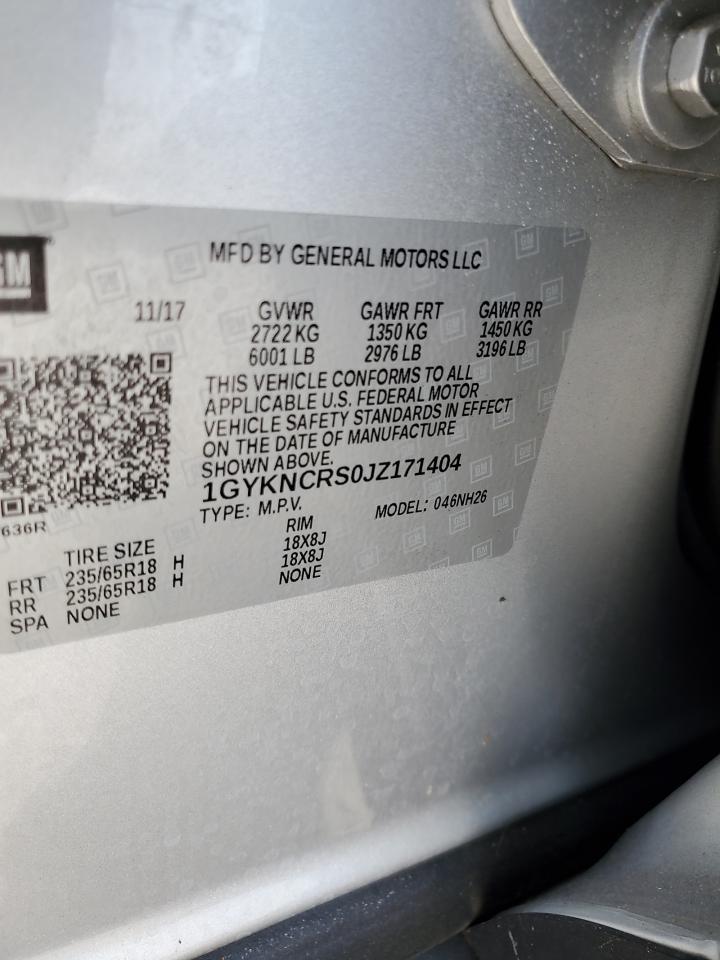 GM
MFD BY GENERAL MOTORS LLC
11/17 GVWR GAWR FRT GAWR RR
2722 KG 1350 KG 1450 KG
6001 LB 2976 LB 3196 LB
THIS VEHICLE CONFORMS TO ALL
APPLICABLE U.S. FEDERAL MOTOR
VEHICLE SAFETY STANDARDS IN EFFECT
ON THE DATE OF MANUFACTURE
SHOWN ABOVE.
1GYKNCRS0JZ171404
636R
TYPE: M.P.V. MODEL: 046NH26
TIRE SIZE RIM
FRT 235/65R18 H 18X8J
RR 235/65R18 H 18X8J
SPA NONE NONE